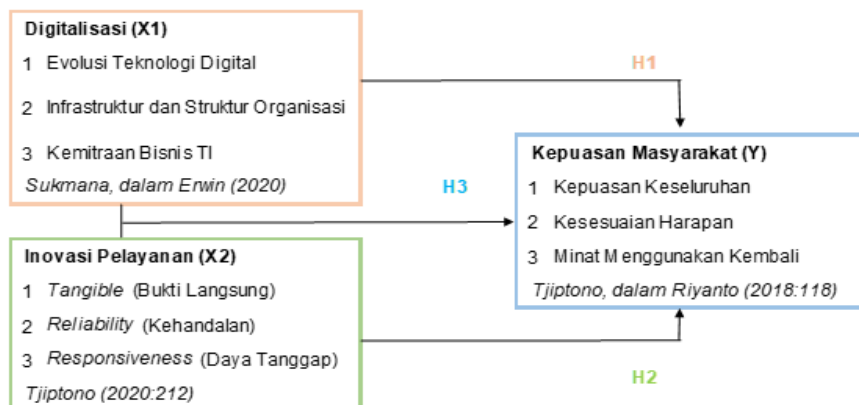 Digitalisasi (X1)
1 Evolusi Teknologi Digital
2 Infrastruktur dan Struktur Organisasi
3 Kemitraan Bisnis TI
Sukmana, dalam Erwin (2020)
H1
H3
Kepuasan Masyarakat (Y)
1 Kepuasan Keseluruhan
2 Kesesuaian Harapan
3 Minat Menggunakan Kembali
Tjiptono, dalam Riyanto (2018:118)
Inovasi Pelayanan (X2)
1 Tangible (Bukti Langsung)
2 Reliability (Kehandalan)
3 Responsiveness (Daya Tanggap)
Tjiptono (2020:212)
H2